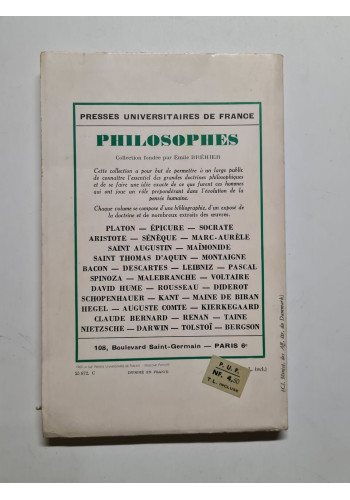 PRESSES UNIVERSITAIRES DE FRANCE
PHILOSOPHES
Collection fondée par Émile BRÉHIER
Cette collection a pour but de permettre à un large public
de connaître l'essentiel des grandes doctrines philosophiques
et de se faire une idée exacte de ce que furent ces hommes
qui ont joué un rôle prépondérant dans l'évolution de la
pensée humaine.
Chaque volume se compose d'une biographie, d'un exposé de
la doctrine et de nombreux extraits des œuvres.
PLATON — ÉPICURE — SOCRATE
ARISTOTE — SÉNÈQUE — MARC-AURÈLE
SAINT AUGUSTIN — MAÏMONIDE
SAINT THOMAS D'AQUIN — MONTAIGNE
BACON — DESCARTES — LEIBNIZ — PASCAL
SPINOZA — MALEBRANCHE — VOLTAIRE
DAVID HUME — ROUSSEAU — DIDEROT
SCHOPENHAUER — KANT — MAINE DE BIRAN
HEGEL — AUGUSTE COMTE — KIERKEGAARD
CLAUDE BERNARD — RENAN — TAINE
NIETZSCHE — DARWIN — TOLSTOÏ — BERGSON
108, Boulevard Saint-Germain — PARIS 6e
IMPRIMÉ EN FRANCE
incl.)
P. U. F.
NF. 4,50
T.L. INCLUSE